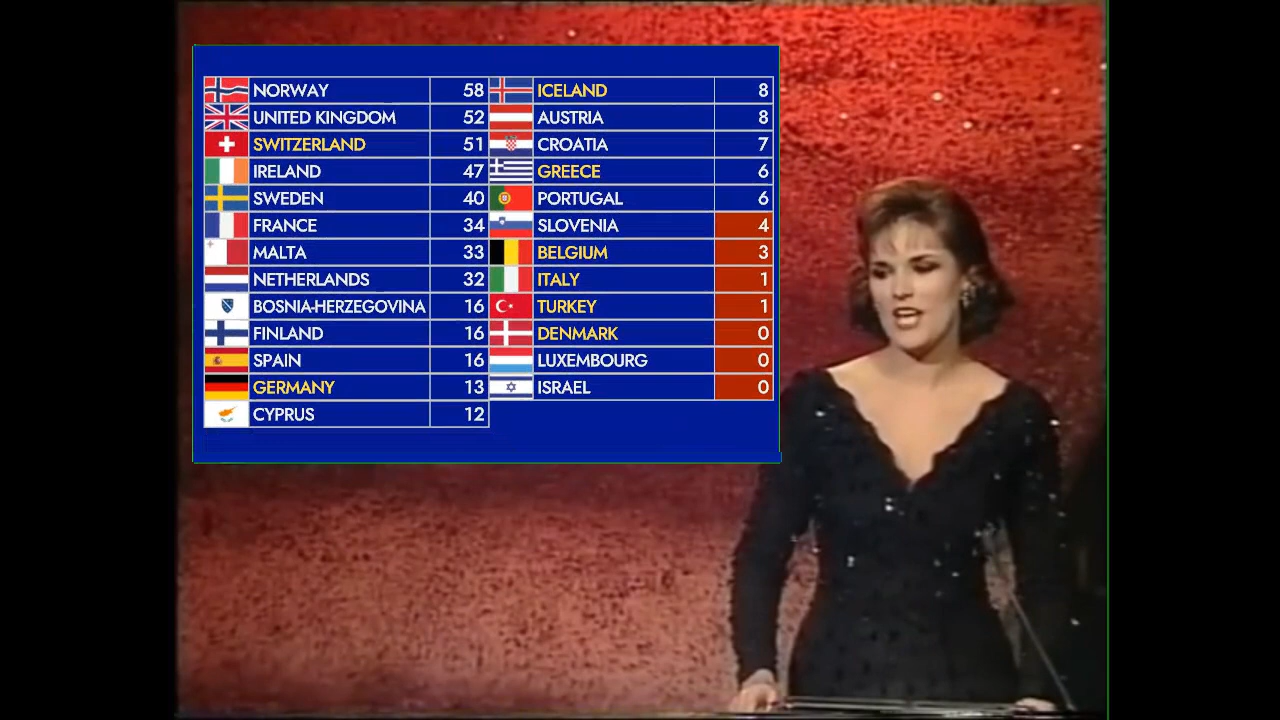 NORWAY 58
UNITED KINGDOM 52
SWITZERLAND 51
IRELAND 47
SWEDEN 40
FRANCE 34
MALTA 33
NETHERLANDS 32
BOSNIA-HERZEGOVINA 16
FINLAND 16
SPAIN 16
GERMANY 13
CYPRUS 12
ICELAND 8
AUSTRIA 8
CROATIA 7
GREECE 6
PORTUGAL 6
SLOVENIA 4
BELGIUM 3
ITALY 1
TURKEY 1
DENMARK 0
LUXEMBOURG 0
ISRAEL 0